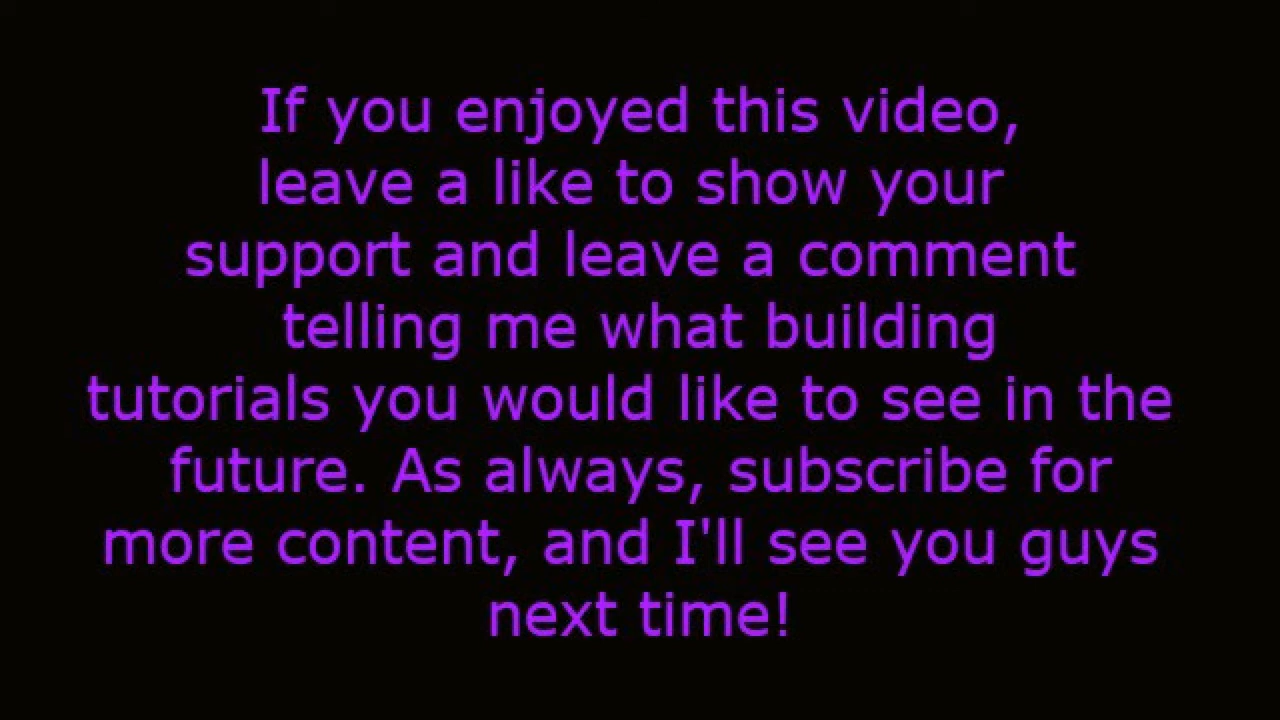 If you enjoyed this video,
leave a like to show your
support and leave a comment
telling me what building
tutorials you would like to see in the
future. As always, subscribe for
more content, and I'll see you guys
next time!